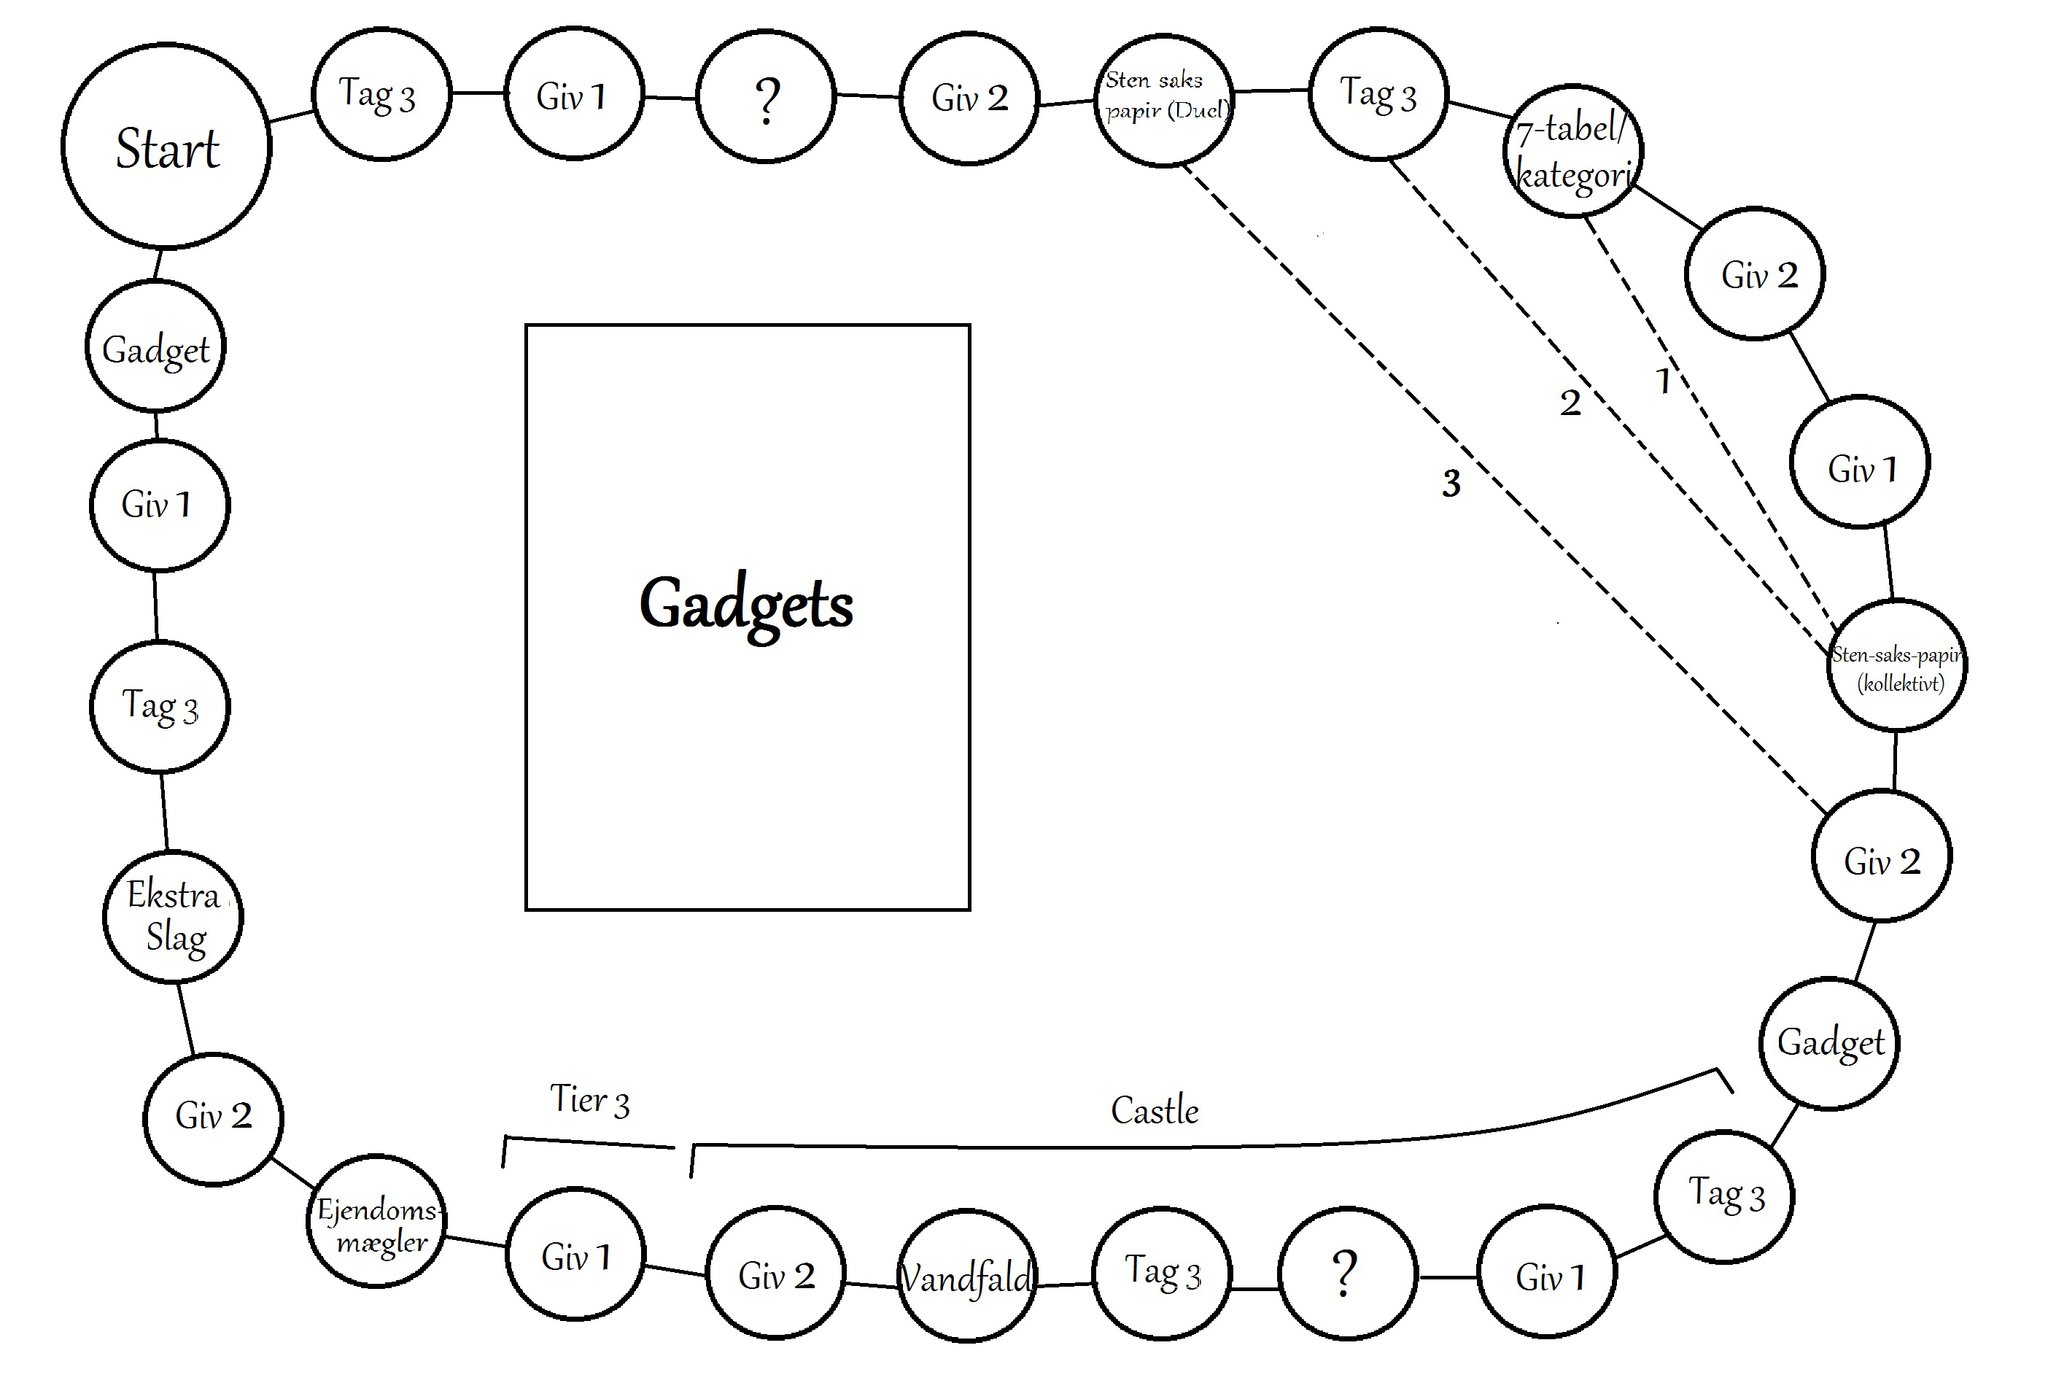 Start
Tag 3
Giv 1
?
Giv 2
Sten saks
papir (Duel)
Tag 3
7-tabel/
kategori
Giv 2
Giv 1
Sten-saks-papir
(kollektivt)
Giv 2
Gadget
Tag 3
Giv 1
?
Tag 3
Vandfald
Giv 2
Giv 1
Ejendoms-
mægler
Giv 2
Ekstra
Slag
Tag 3
Giv 1
Gadget
Gadgets
1
2
3
Tier 3
Castle